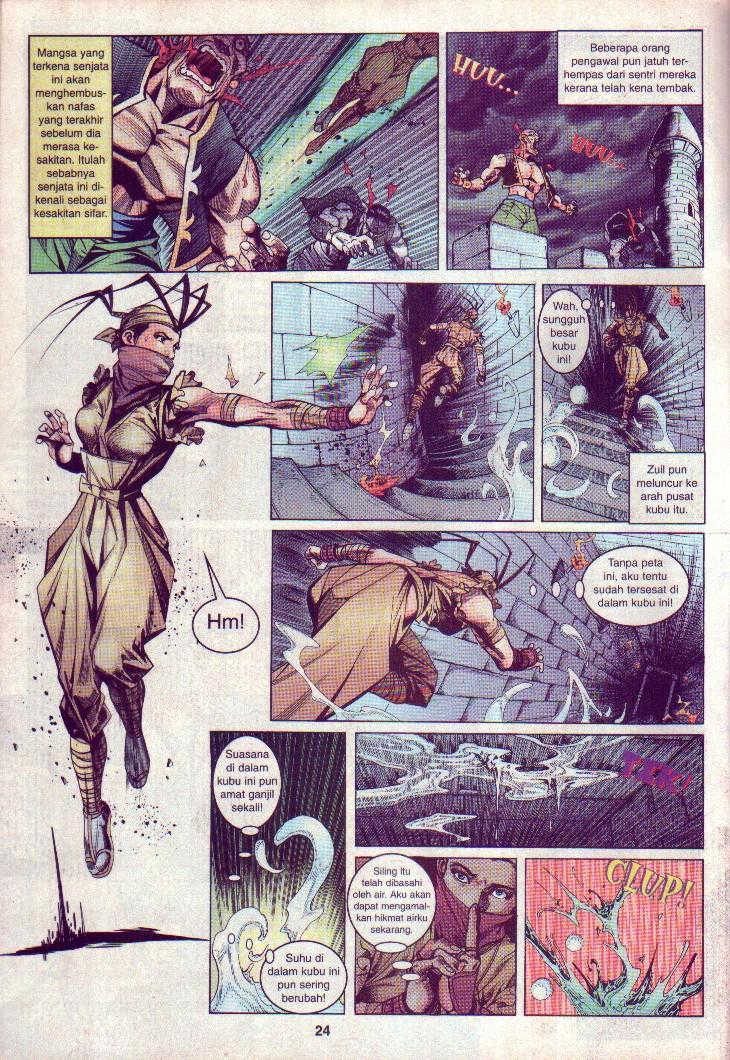 Mangsa yang
terkena senjata
ini akan
menghembus-
kan nafas
yang terakhir
sebelum dia
merasa ke-
sakitan. Itulah
sebabnya
senjata ini di-
kenali sebagai
kesakitan sifar.
Beberapa orang
pengawal pun jatuh ter-
hempas dari sentri mereka
kerana telah kena tembak.
HUU...
WUU...
Wah,
sungguh
besar
kubu
ini!
Zuil pun
meluncur ke
arah pusat
kubu itu.
Hm!
Tanpa peta
ini, aku tentu
sudah tersesat di
dalam kubu ini!
Suasana
di dalam
kubu ini pun
amat ganjil
sekali!
Suhu di
dalam kubu ini
pun sering
berubah!
TIK!
Siling itu
telah dibasahi
oleh air. Aku akan
dapat mengamal-
kan hikmat airku
sekarang.
CLUP!
24